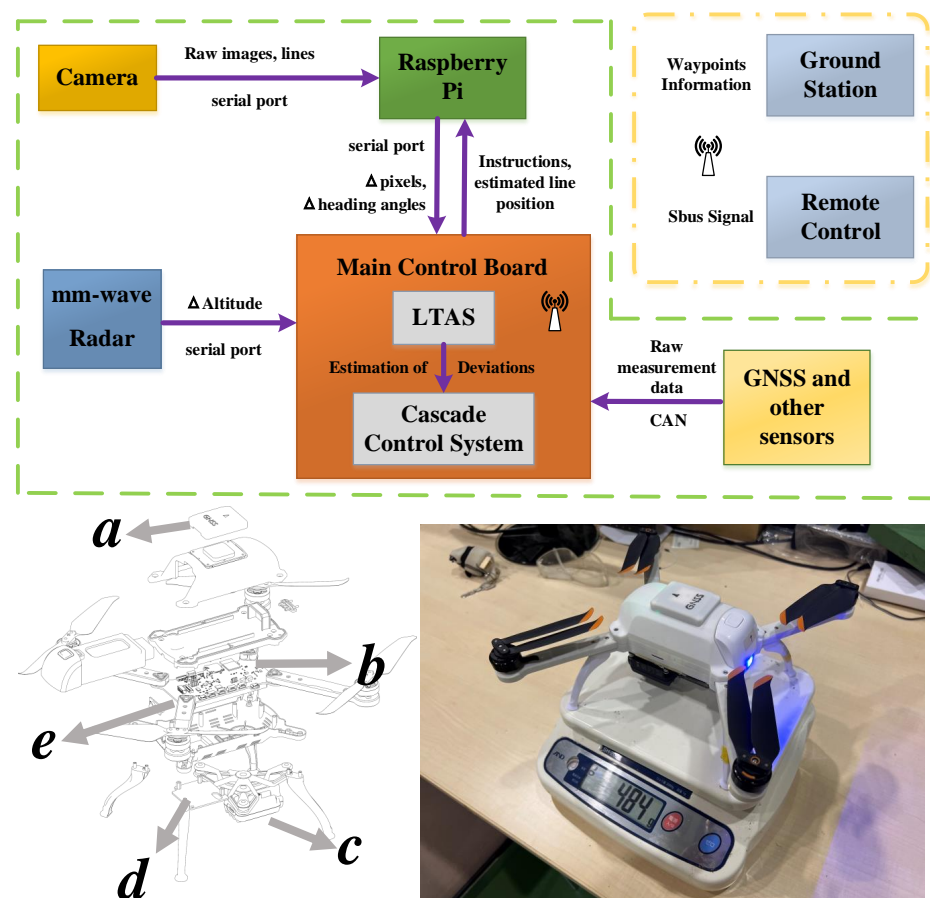 Camera
Raw images, lines
serial port
Raspberry
Pi
Waypoints
Information
Ground
Station
Sbus Signal
Remote
Control
serial port
Δ pixels,
Δ heading angles
Instructions,
estimated line
position
mm-wave
Radar
Δ Altitude
serial port
Main Control Board
LTAS
Estimation of Deviations
Cascade
Control System
Raw
measurement
data
CAN
GNSS and
other
sensors
a
GNSS
b
e
c
d
GNSS
484
g